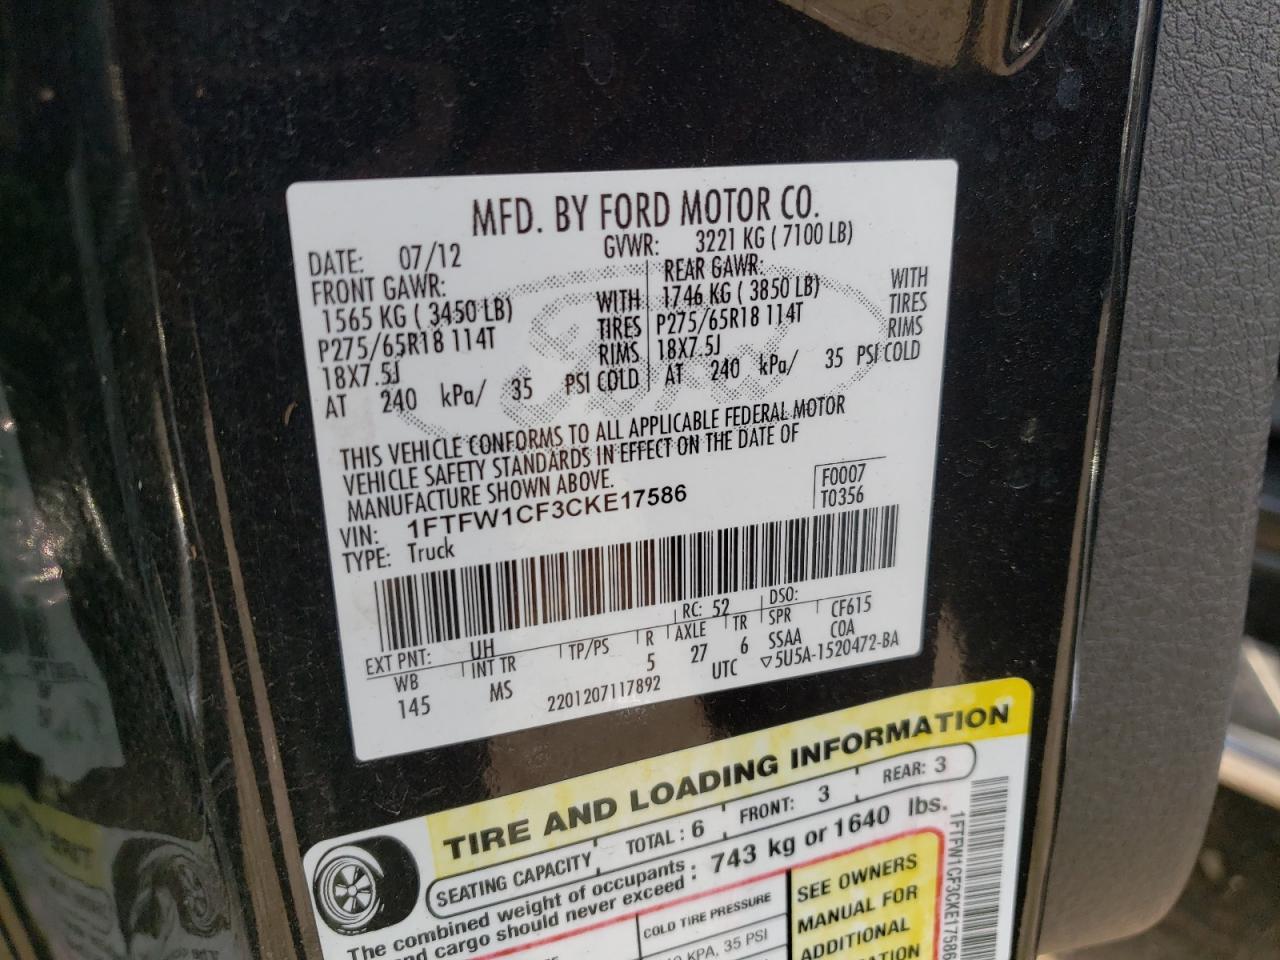 MFD. BY FORD MOTOR CO.
DATE: 07/12 GVWR: 3221 KG ( 7100 LB)
FRONT GAWR: REAR GAWR:
1565 KG ( 3450 LB) WITH 1746 KG ( 3850 LB) WITH
P275/65R18 114T TIRES P275/65R18 114T TIRES
18X7.5J RIMS 18X7.5J RIMS
AT 240 kPa/ 35 PSI COLD AT 240 kPa/ 35 PSI COLD
THIS VEHICLE CONFORMS TO ALL APPLICABLE FEDERAL MOTOR
VEHICLE SAFETY STANDARDS IN EFFECT ON THE DATE OF
MANUFACTURE SHOWN ABOVE.
F0007
VIN: 1FTFW1CF3CKE17586 T0356
TYPE: Truck
RC: 52 DSO:
EXT PNT: UH CF615
WB INT TR TP/PS R AXLE TR SPR COA
145 MS 5 27 6 SSAA
2201207117892 UTC ▽5U5A-1520472-BA
TIRE AND LOADING INFORMATION
SEATING CAPACITY TOTAL : 6 FRONT: 3 REAR: 3
The combined weight of occupants
and cargo should never exceed : 743 kg or 1640 lbs.
COLD TIRE PRESSURE
KPA, 35 PSI
SEE OWNERS
MANUAL FOR
ADDITIONAL
1FTFW1CF3CKE17586